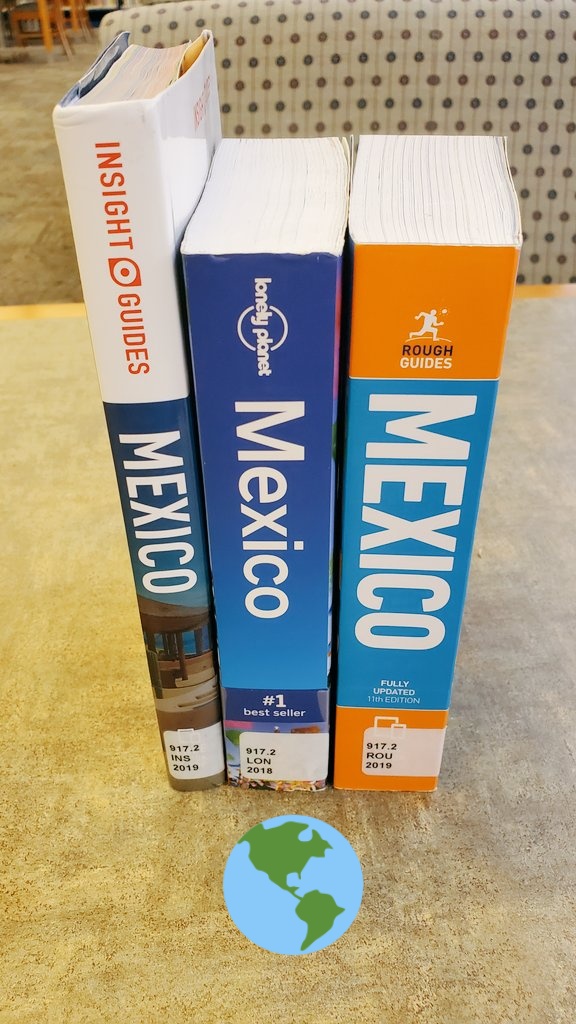 INSIGHT GUIDES
MEXICO
917.2
INS
2019
lonely planet
Mexico
#1
best seller
917.2
LON
2018
ROUGH
GUIDES
MEXICO
FULLY
UPDATED
11th EDITION
917.2
ROU
2019